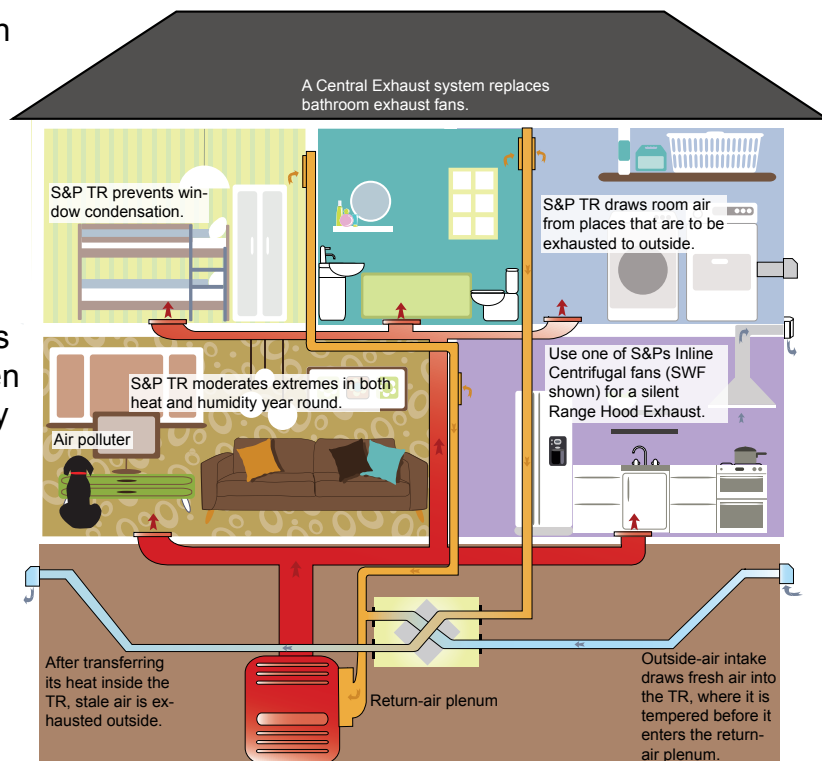 n
A Central Exhaust system replaces
bathroom exhaust fans.
S&P TR prevents win-
dow condensation.
S&P TR draws room air
from places that are to be
exhausted to outside.
s
en
y
S&P TR moderates extremes in both
heat and humidity year round.
Use one of S&Ps Inline
Centrifugal fans (SWF
shown) for a silent
Range Hood Exhaust.
Air polluter
After transferring
its heat inside the
TR, stale air is ex-
hausted outside.
Return-air plenum
Outside-air intake
draws fresh air into
the TR, where it is
tempered before it
enters the return-
air plenum.